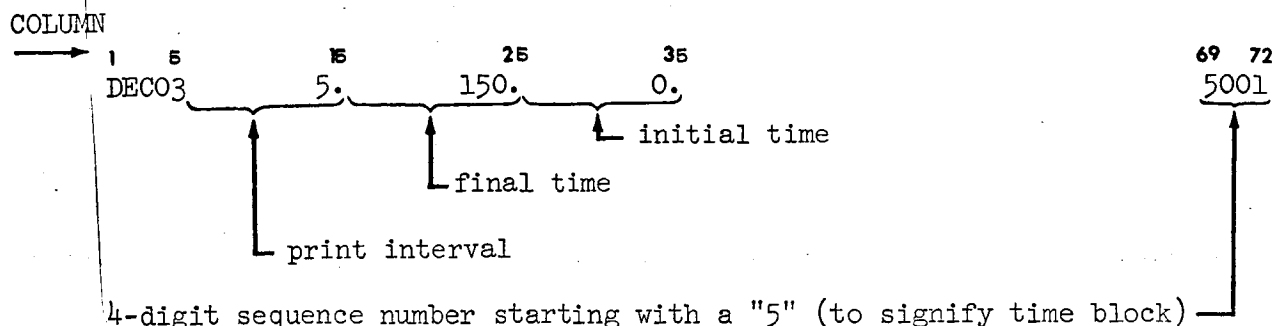 COLUMN
1 5 15 25 35 69 72
DECO3 5. 150. 0. 5001
initial time
final time
print interval
4-digit sequence number starting with a "5" (to signify time block)